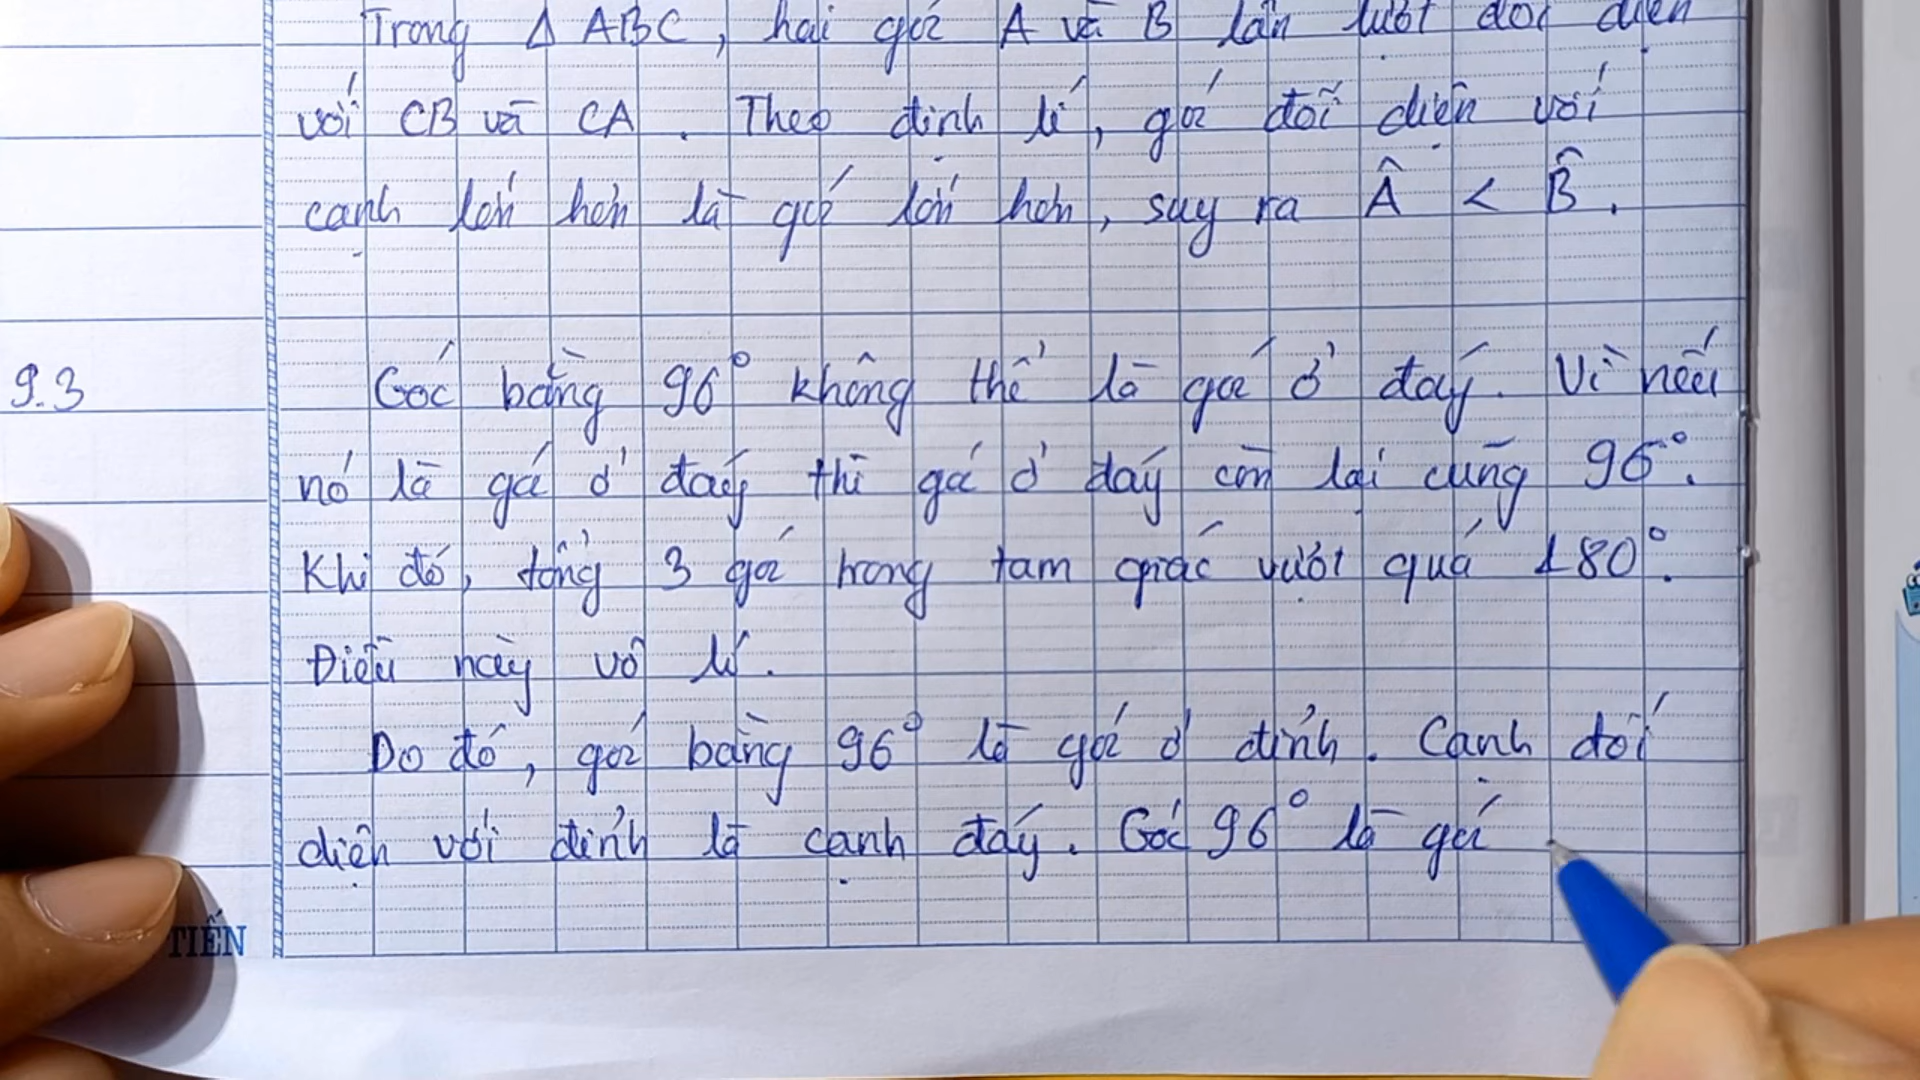 Trong Δ ABC, hai góc A và B lần lượt đối diện
với CB và CA. Theo định lí, góc đối diện với
cạnh lớn hơn là góc lớn hơn, suy ra Â < B̂.
9.3 Góc bằng 96° không thể là góc ở đáy. Vì nếu
nó là góc ở đáy thì góc ở đáy còn lại cũng 96°.
Khi đó, tổng 3 góc trong tam giác vượt quá 180°.
Điều này vô lí.
Do đó, góc bằng 96° là góc ở đỉnh. Cạnh đối
diện với đỉnh là cạnh đáy. Góc 96° là góc
TIẾN